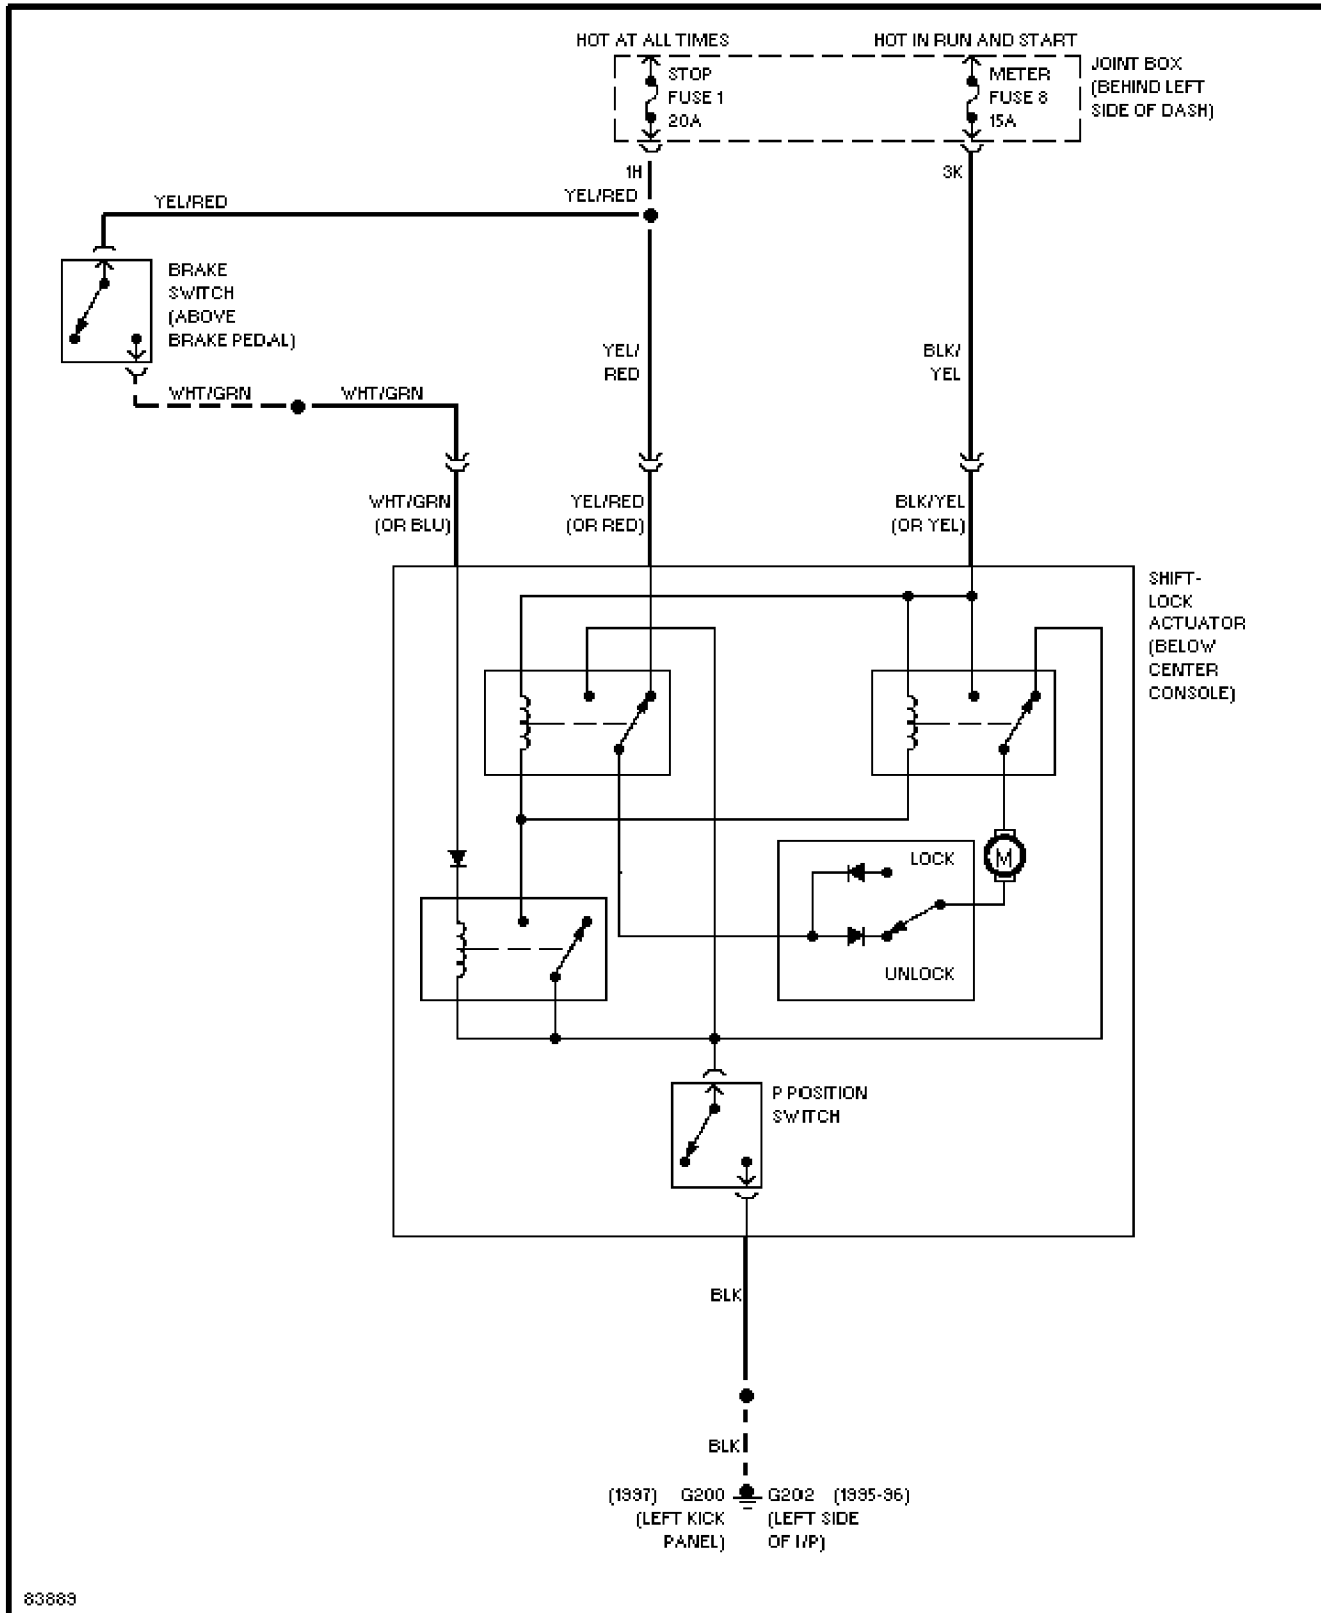 HOT AT ALL TIMES
HOT IN RUN AND START
STOP
FUSE 1
20A
METER
FUSE 8
15A
JOINT BOX
(BEHIND LEFT
SIDE OF DASH)
1H
3K
YEL/RED
YEL/RED
BRAKE
SWITCH
(ABOVE
BRAKE PEDAL)
YEL/
RED
BLK/
YEL
WHT/GRN
WHT/GRN
WHT/GRN
(OR BLU)
YEL/RED
(OR RED)
BLK/YEL
(OR YEL)
SHIFT-
LOCK
ACTUATOR
(BELOW
CENTER
CONSOLE)
LOCK
M
UNLOCK
P POSITION
SWITCH
BLK
BLK
(1997) G200
(LEFT KICK
PANEL)
G202 (1995-96)
(LEFT SIDE
OF I/P)
83889